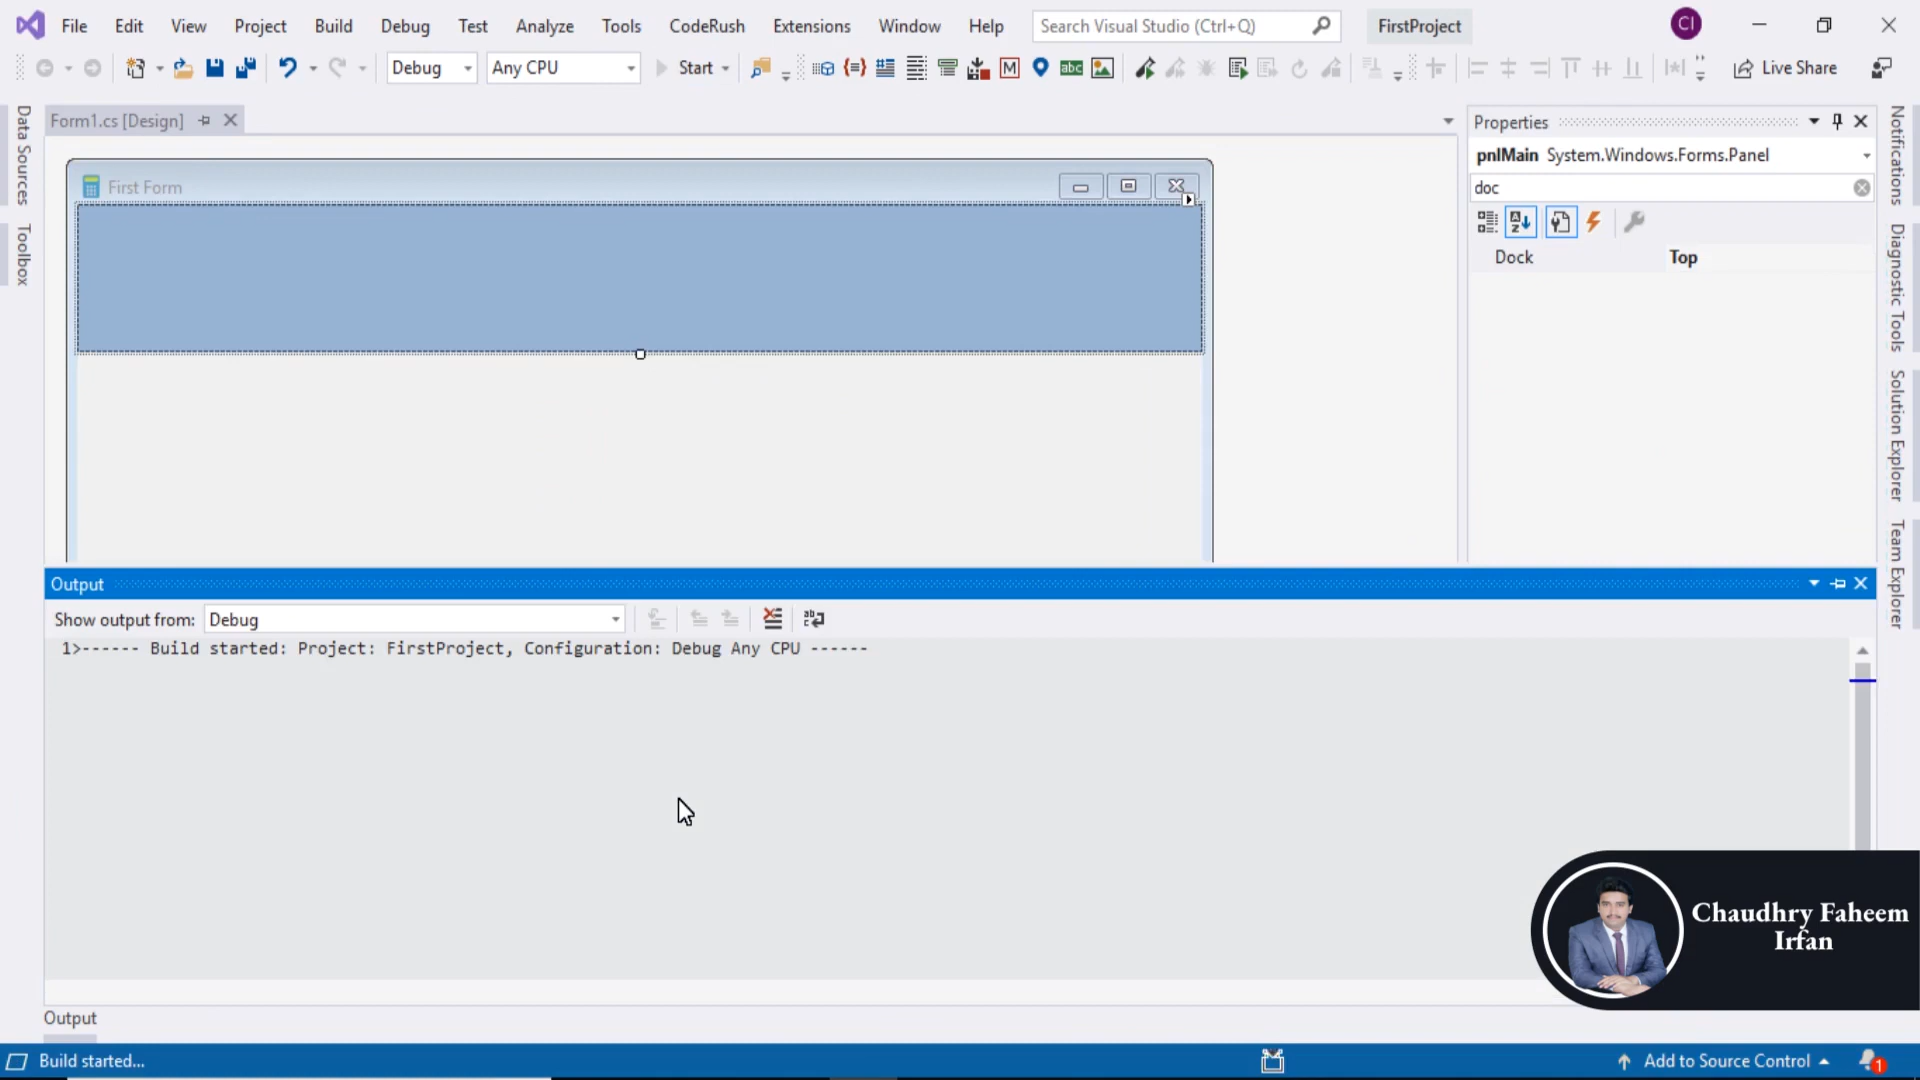 File Edit View Project Build Debug Test Analyze Tools CodeRush Extensions Window Help Search Visual Studio (Ctrl+Q) FirstProject CI
Debug Any CPU Start abc Live Share
Data Sources
Toolbox
Form1.cs [Design]
First Form
Properties
pnlMain System.Windows.Forms.Panel
doc
Dock Top
Notifications
Diagnostic Tools
Solution Explorer
Team Explorer
Output
Show output from: Debug
1>------ Build started: Project: FirstProject, Configuration: Debug Any CPU ------
Chaudhry Faheem
Irfan
Output
Build started... Add to Source Control 1